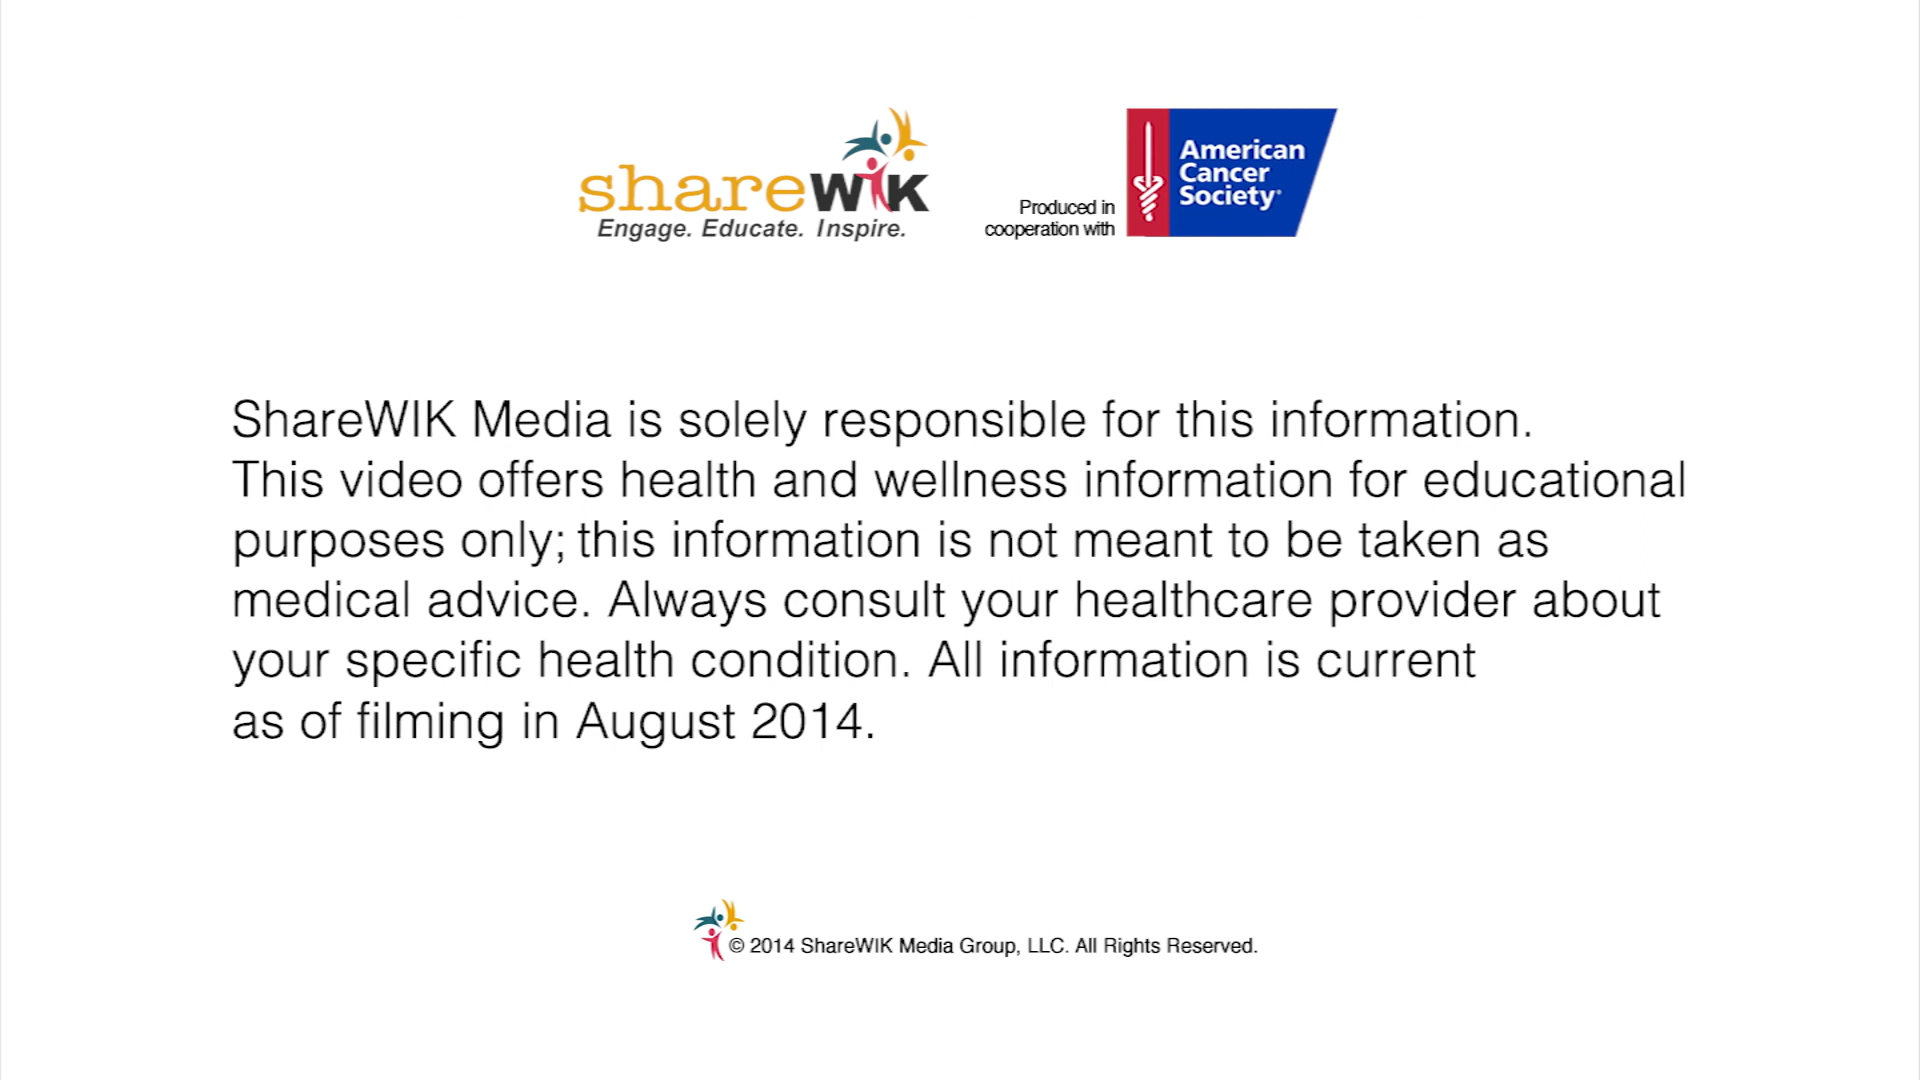 shareWIK
Engage. Educate. Inspire.
Produced in
cooperation with
American
Cancer
Society®
ShareWIK Media is solely responsible for this information.
This video offers health and wellness information for educational
purposes only; this information is not meant to be taken as
medical advice. Always consult your healthcare provider about
your specific health condition. All information is current
as of filming in August 2014.
© 2014 ShareWIK Media Group, LLC. All Rights Reserved.